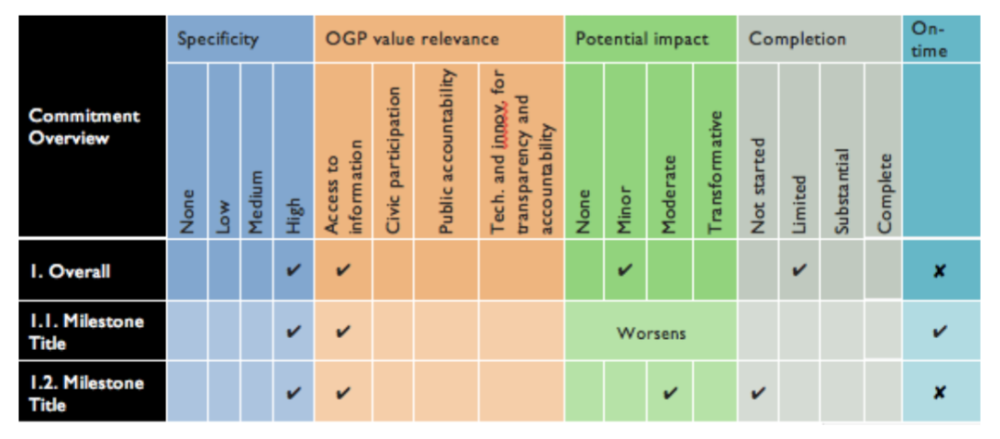 Commitment
Overview
Specificity
OGP value relevance
Potential impact
Completion
On-
time
None
Low
Medium
High
Access to
information
Civic participation
Public accountability
Tech. and innov. for
transparency and
accountability
None
Minor
Moderate
Transformative
Not started
Limited
Substantial
Complete
1. Overall
✔ ✔ ✔ ✔ ✘
1.1. Milestone
Title
✔ ✔ Worsens ✔
1.2. Milestone
Title
✔ ✔ ✔ ✔ ✘